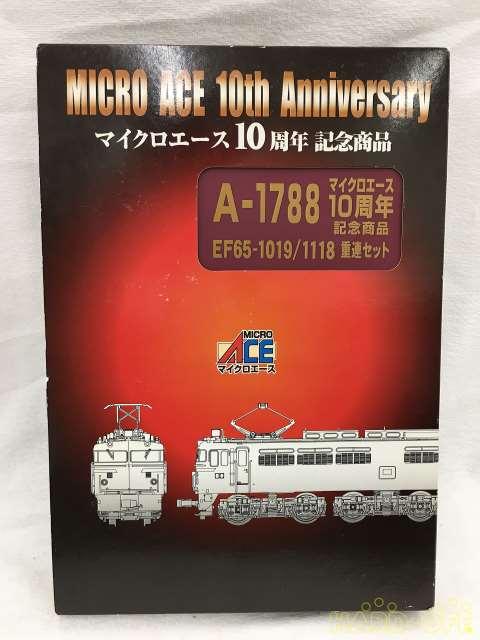 MICRO ACE 10th Anniversary
マイクロエース10周年 記念商品
A-1788
マイクロエース
10周年
記念商品
EF65-1019/1118 重連セット
MICRO
ACE
マイクロエース
HARD-OFF